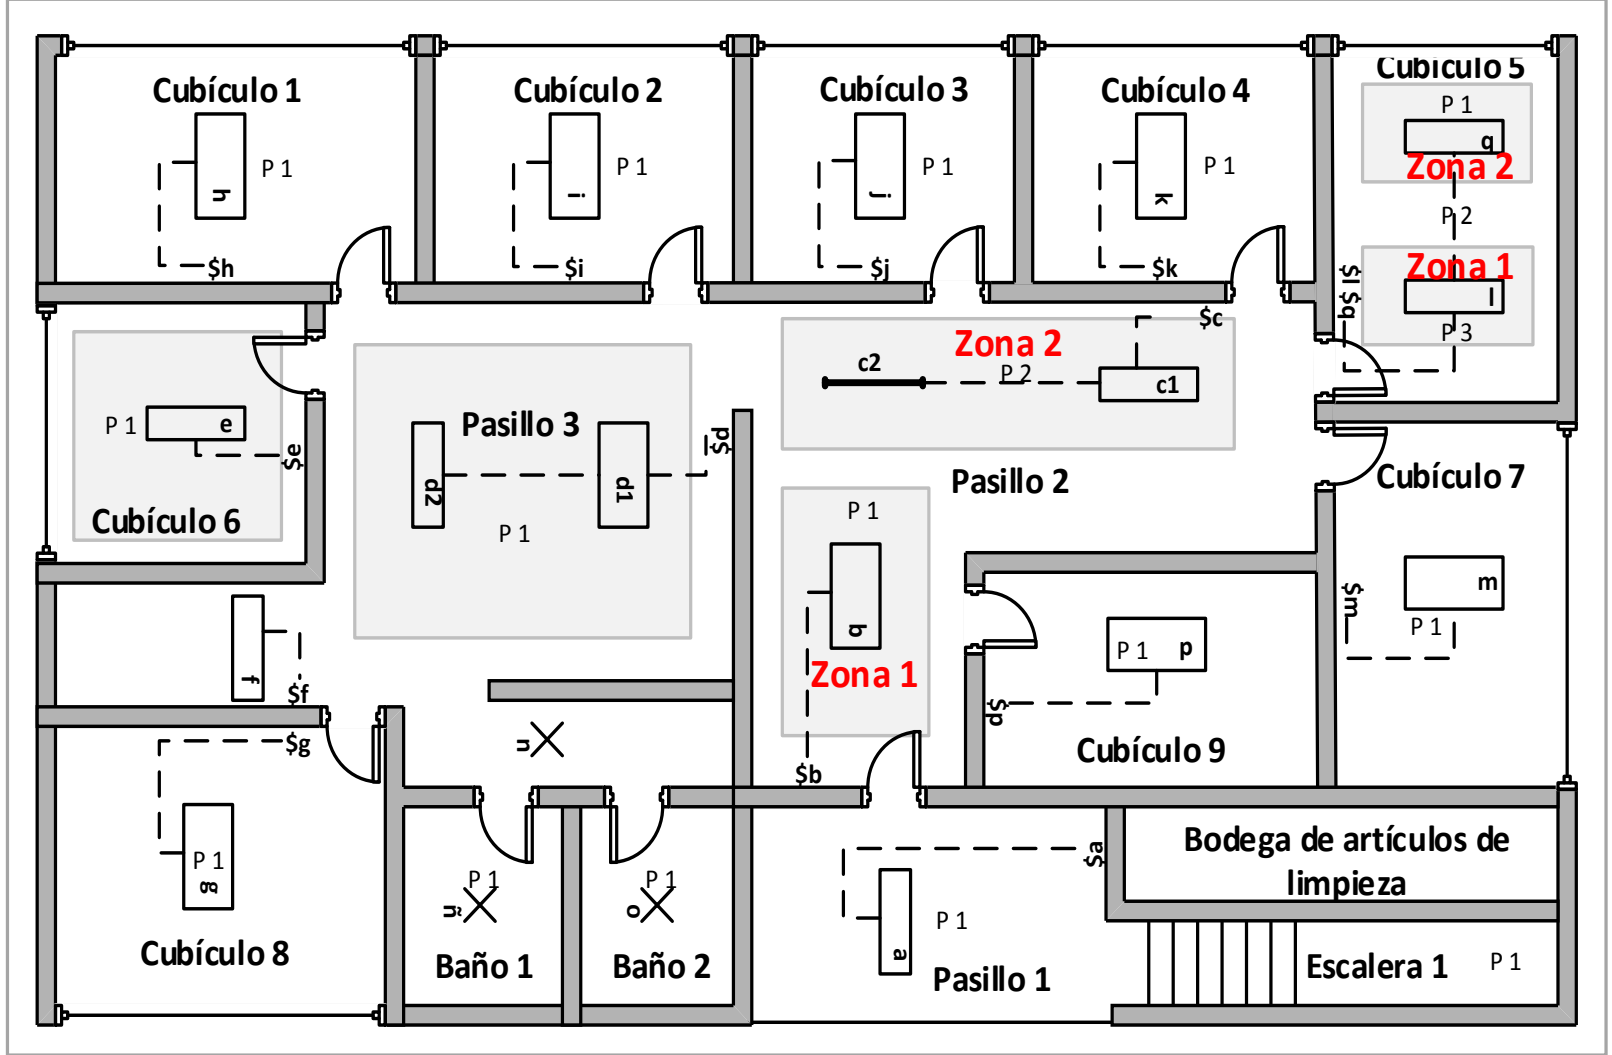 Cubículo 1
P 1
h
$h
Cubículo 2
P 1
i
$i
Cubículo 3
P 1
j
$j
Cubículo 4
P 1
k
$k
Cubículo 5
P 1
q
Zona 2
P 2
Zona 1
l
P 3
$l $q
$c
Zona 2
c2
P 2
c1
P 1
e
$e
Cubículo 6
Pasillo 3
d2
d1
$d
P 1
Pasillo 2
Cubículo 7
m
$m
P 1
P 1
b
Zona 1
$b
P 1
p
$p
Cubículo 9
f
$f
$g
P 1
g
Cubículo 8
n
P 1
ñ
Baño 1
P 1
o
Baño 2
$a
P 1
a
Pasillo 1
Bodega de artículos de
limpieza
Escalera 1
P 1